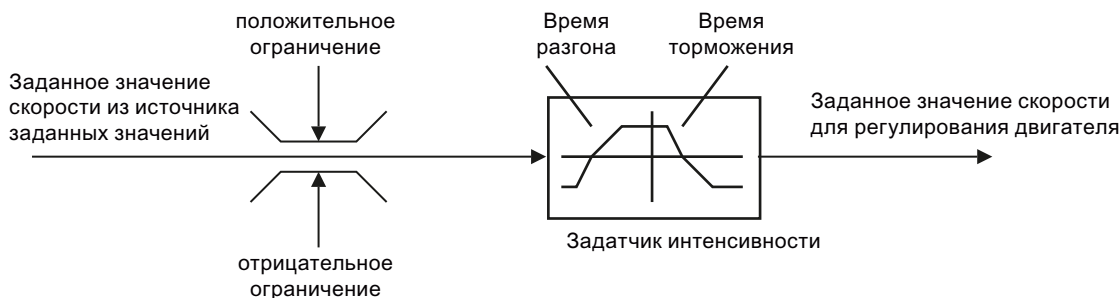 положительное
ограничение
Время
разгона
Время
торможения
Заданное значение
скорости из источника
заданных значений
Заданное значение скорости
для регулирования двигателя
Задатчик интенсивности
отрицательное
ограничение